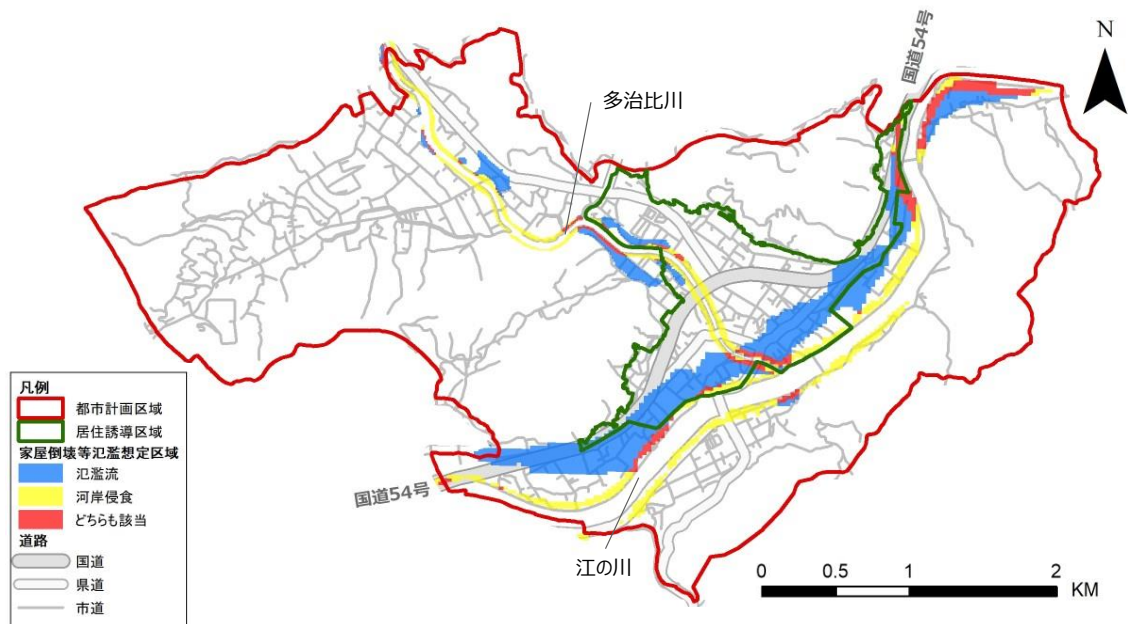 国道54号
N
多治比川
凡例
都市計画区域
居住誘導区域
家屋倒壊等氾濫想定区域
氾濫流
河岸侵食
どちらも該当
道路
国道
県道
市道
国道54号
江の川
0 0.5 1 2
KM